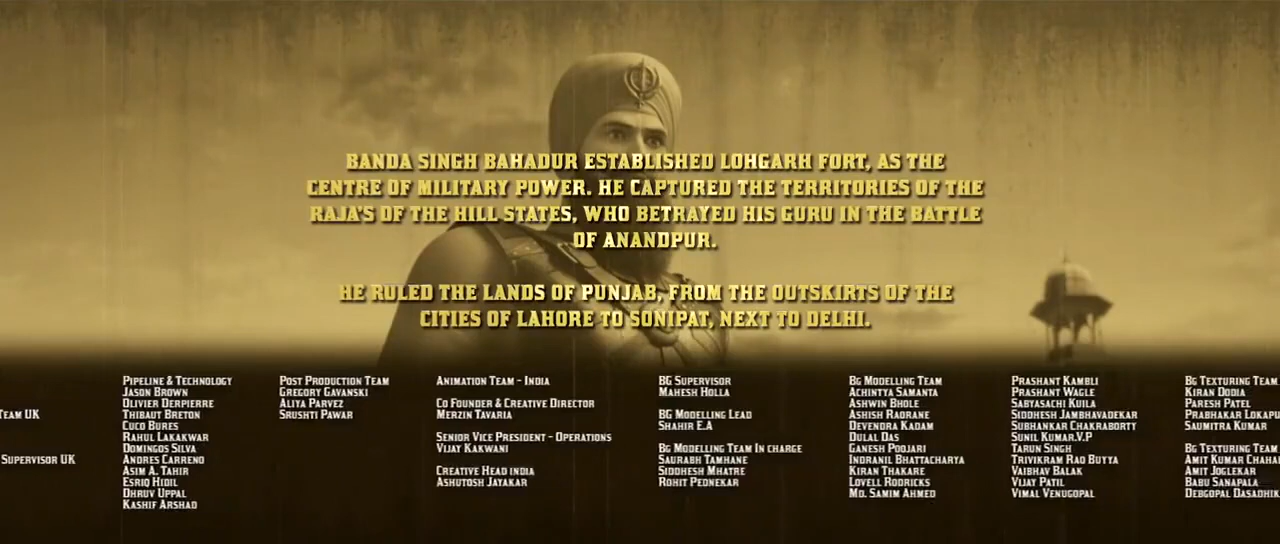 BANDA SINGH BAHADUR ESTABLISHED LOHGARH FORT, AS THE
CENTRE OF MILITARY POWER. HE CAPTURED THE TERRITORIES OF THE
RAJA'S OF THE HILL STATES, WHO BETRAYED HIS GURU IN THE BATTLE
OF ANANDPUR.
HE RULED THE LANDS OF PUNJAB, FROM THE OUTSKIRTS OF THE
CITIES OF LAHORE TO SONIPAT, NEXT TO DELHI.
TEAM UK
SUPERVISOR UK
PIPELINE & TECHNOLOGY
JASON BROWN
OLIVIER DERPIERRE
THIBAUT BRETON
CUCO BURES
RAHUL LAKAKWAR
DOMINGOS SILVA
ANDRES CARRENO
ASIM A. TAHIR
ESRIQ HIDIL
DHRUV UPPAL
KASHIF ARSHAD
POST PRODUCTION TEAM
GREGORY GAVANSKI
ALIYA PARVEZ
SRUSHTI PAWAR
ANIMATION TEAM - INDIA
CO FOUNDER & CREATIVE DIRECTOR
MERZIN TAVARIA
SENIOR VICE PRESIDENT - OPERATIONS
VIJAY KAKWANI
CREATIVE HEAD INDIA
ASHUTOSH JAYAKAR
BG SUPERVISOR
MAHESH HOLLA
BG MODELLING LEAD
SHAHIR E.A
BG MODELLING TEAM IN CHARGE
SAURABH TAMHANE
SIDDHESH MHATRE
ROHIT PEDNEKAR
BG MODELLING TEAM
ACHINTYA SAMANTA
ASHWIN BHOLE
ASHISH RAORANE
DEVENDRA KADAM
DULAL DAS
GANESH POOJARI
INDRANIL BHATTACHARYA
KIRAN THAKARE
LOVELL RODRICKS
MD. SAMIM AHMED
PRASHANT KAMBLI
PRASHANT WAGLE
SABYASACHI KUILA
SIDDHESH JAMBHAVADEKAR
SUBHANKAR CHAKRABORTY
SUNIL KUMAR.V.P
TARUN SINGH
TRIVIKRAM RAO BUYYA
VAIBHAV BALAK
VIJAY PATIL
VIMAL VENUGOPAL
BG TEXTURING TEAM
KIRAN DODIA
PARESH PATEL
PRABHAKAR LOKAPU
SAUMITRA KUMAR
BG TEXTURING TEAM
AMIT KUMAR CHAHA
AMIT JOGLEKAR
BABU SANAPALA
DEBGOPAL DASADHIK